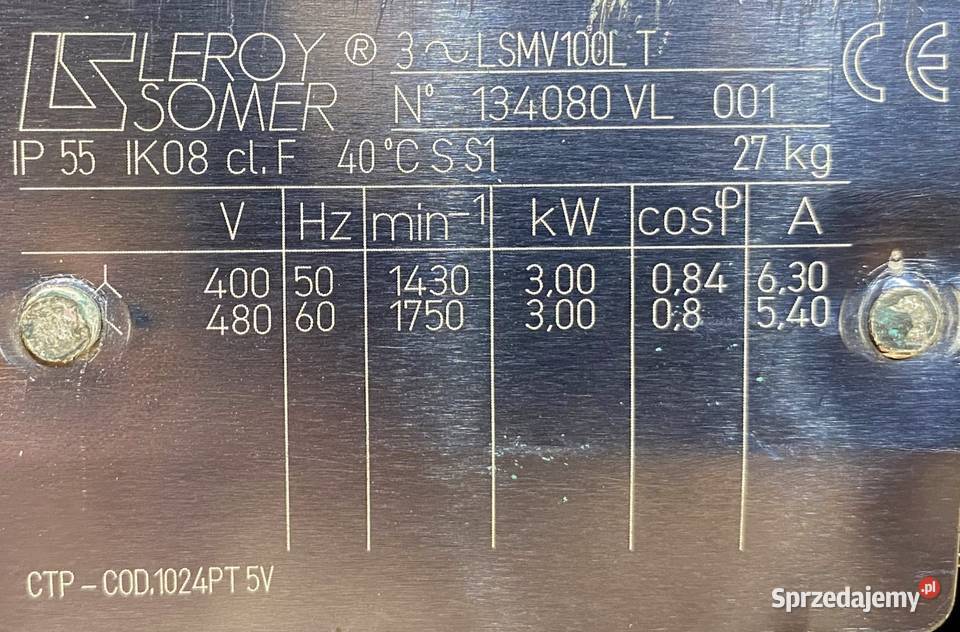 LEROY SOMER ® 3 ~ LSMV100L T CE
N° 134080 VL 001
IP 55 IK08 cl. F 40°C S S1 27 kg
V Hz min⁻¹ kW cosφ A
400 50 1430 3,00 0,84 6,30
480 60 1750 3,00 0,8 5,40
CTP - COD.1024PT 5V
Sprzedajemy.pl